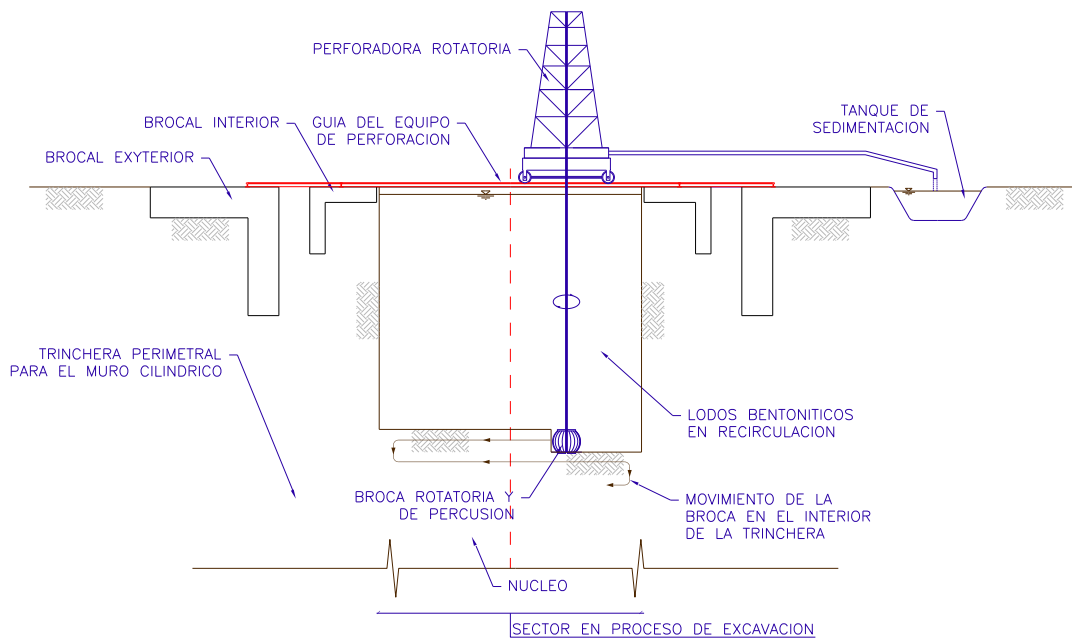 PERFORADORA ROTATORIA
BROCAL INTERIOR
GUIA DEL EQUIPO
DE PERFORACION
TANQUE DE
SEDIMENTACION
BROCAL EXYTERIOR
TRINCHERA PERIMETRAL
PARA EL MURO CILINDRICO
LODOS BENTONITICOS
EN RECIRCULACION
BROCA ROTATORIA Y
DE PERCUSION
MOVIMIENTO DE LA
BROCA EN EL INTERIOR
DE LA TRINCHERA
NUCLEO
SECTOR EN PROCESO DE EXCAVACION